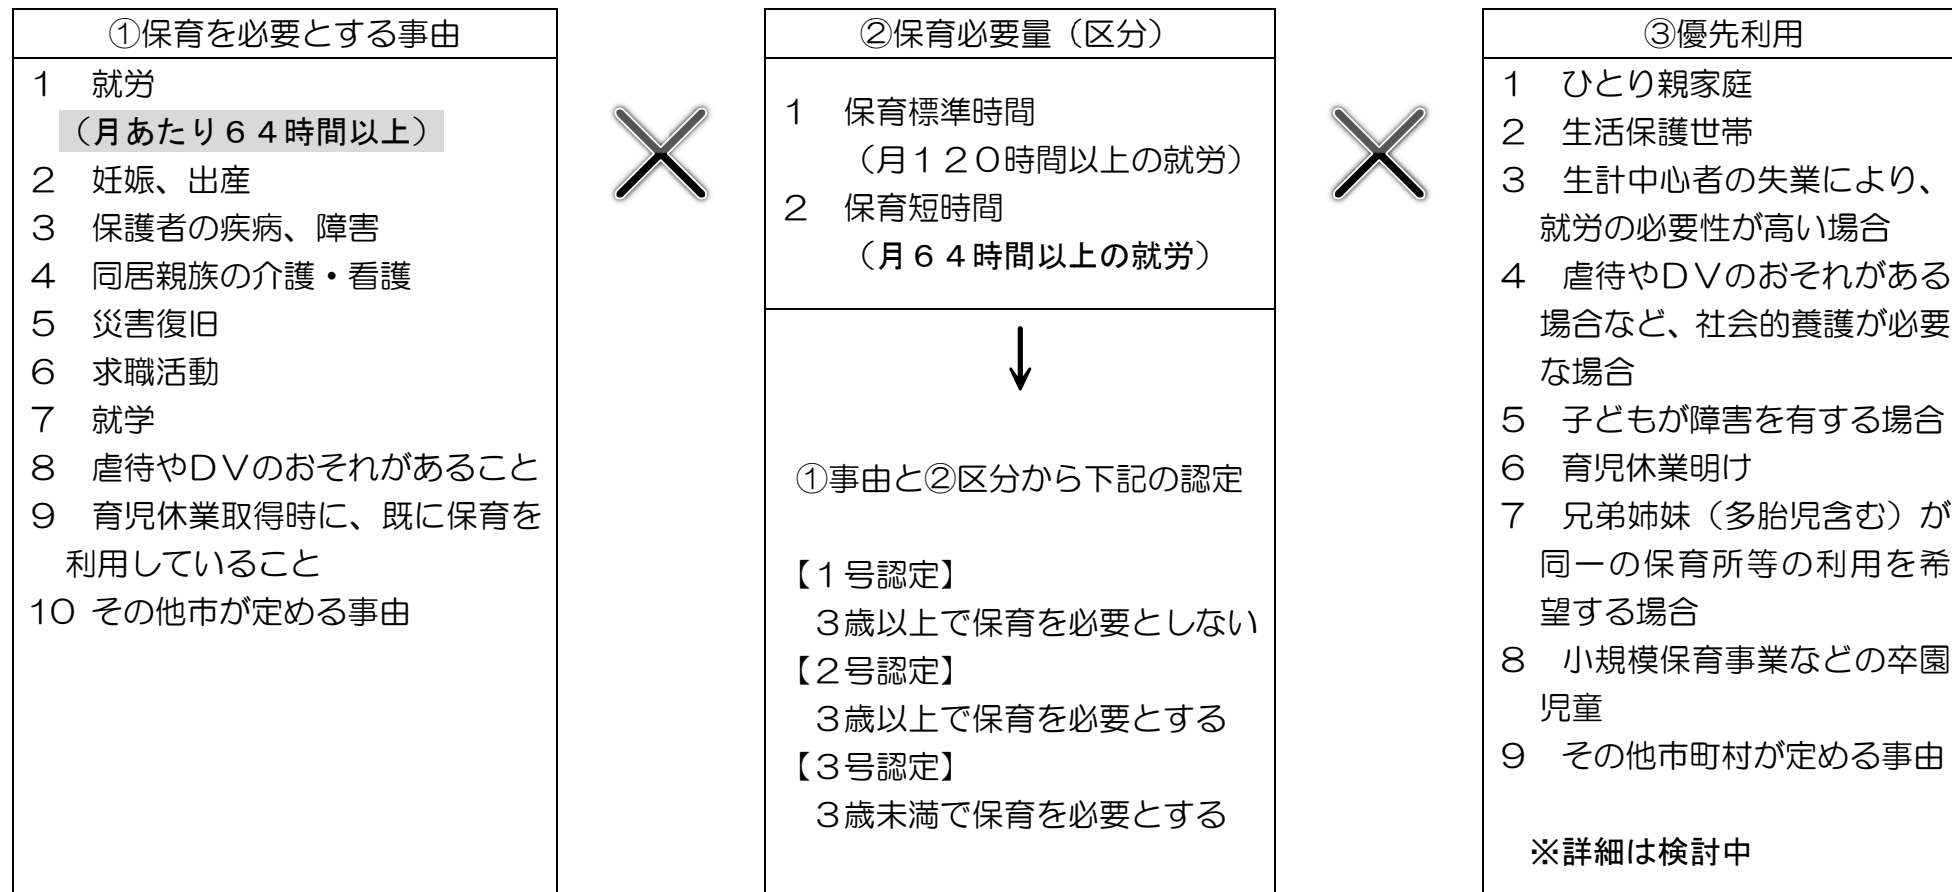 ①保育を必要とする事由
１　就労
（月あたり６４時間以上）
２　妊娠、出産
３　保護者の疾病、障害
４　同居親族の介護・看護
５　災害復旧
６　求職活動
７　就学
８　虐待やＤＶのおそれがあること
９　育児休業取得時に、既に保育を
利用していること
10 その他市が定める事由
②保育必要量（区分）
１　保育標準時間
（月１２０時間以上の就労）
２　保育短時間
（月６４時間以上の就労）
↓
①事由と②区分から下記の認定
【１号認定】
３歳以上で保育を必要としない
【２号認定】
３歳以上で保育を必要とする
【３号認定】
３歳未満で保育を必要とする
③優先利用
１　ひとり親家庭
２　生活保護世帯
３　生計中心者の失業により、
就労の必要性が高い場合
４　虐待やＤＶのおそれがある
場合など、社会的養護が必要
な場合
５　子どもが障害を有する場合
６　育児休業明け
７　兄弟姉妹（多胎児含む）が
同一の保育所等の利用を希
望する場合
８　小規模保育事業などの卒園
児童
９　その他市町村が定める事由
※詳細は検討中